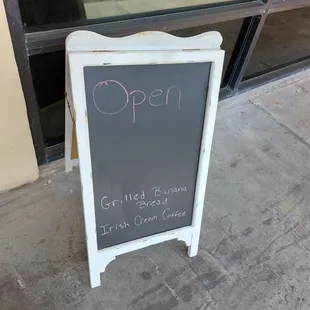 Open
Grilled Banana
Bread
Irish Cream Coffee